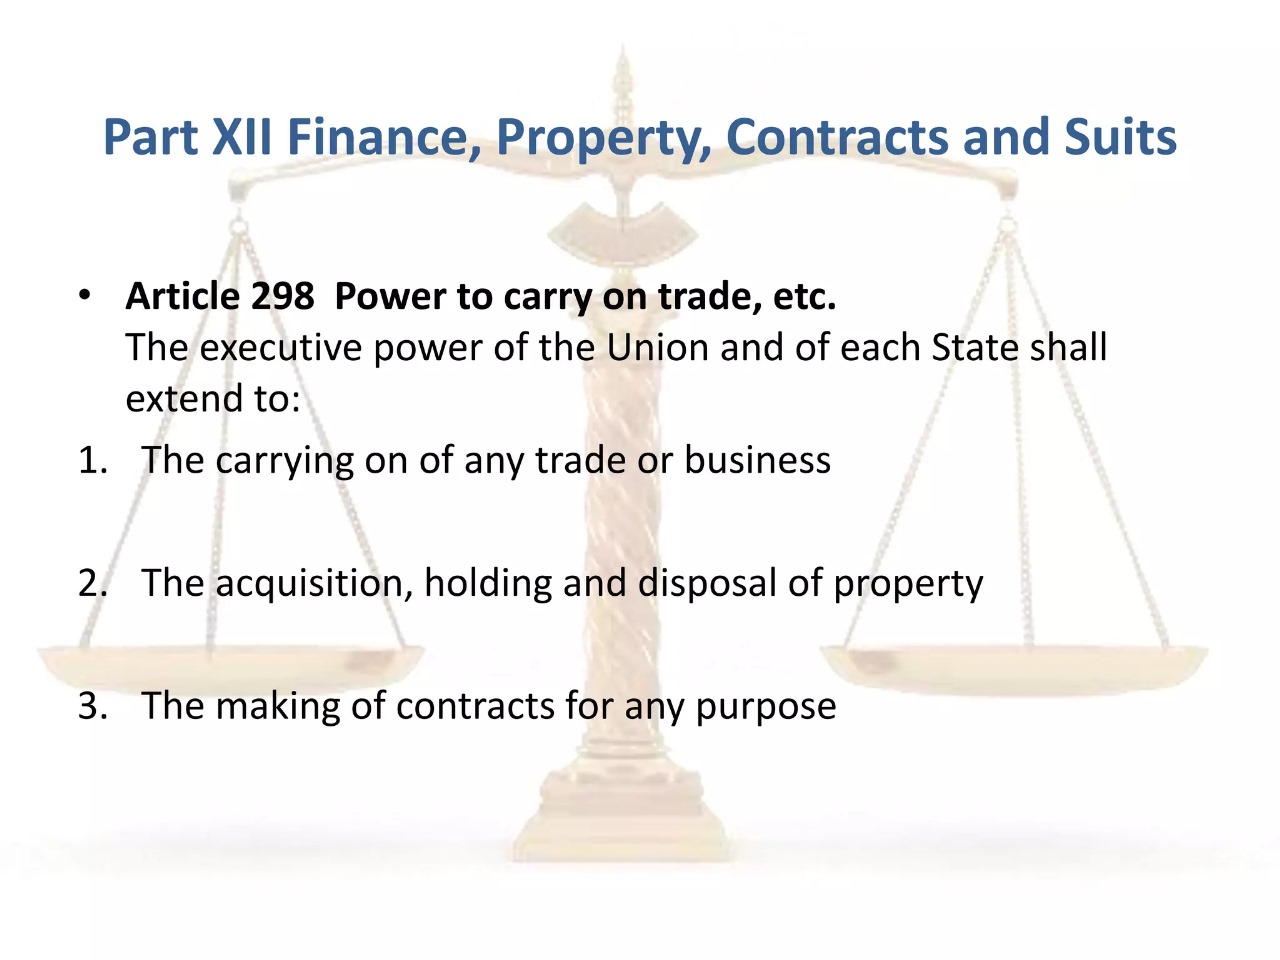 Part XII Finance, Property, Contracts and Suits
• Article 298  Power to carry on trade, etc.
The executive power of the Union and of each State shall
extend to:
1. The carrying on of any trade or business
2. The acquisition, holding and disposal of property
3. The making of contracts for any purpose